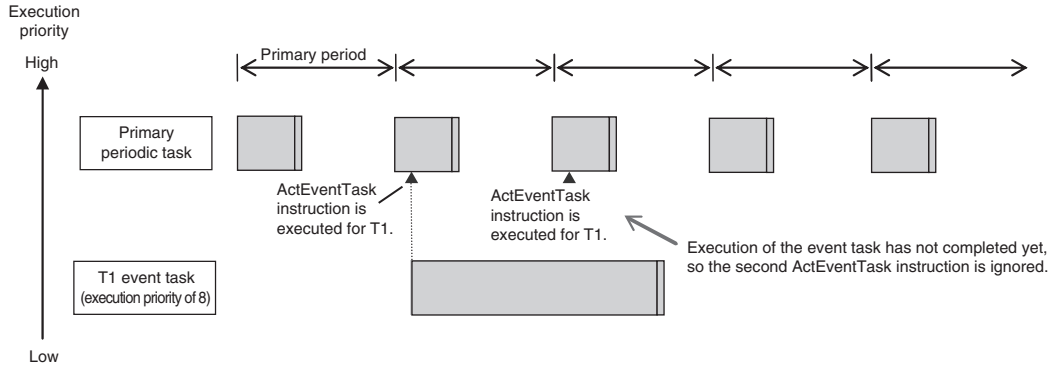 Execution
priority
High
Primary period
Primary
periodic task
ActEventTask
instruction is
executed for T1.
ActEventTask
instruction is
executed for T1.
Execution of the event task has not completed yet,
so the second ActEventTask instruction is ignored.
T1 event task
(execution priority of 8)
Low